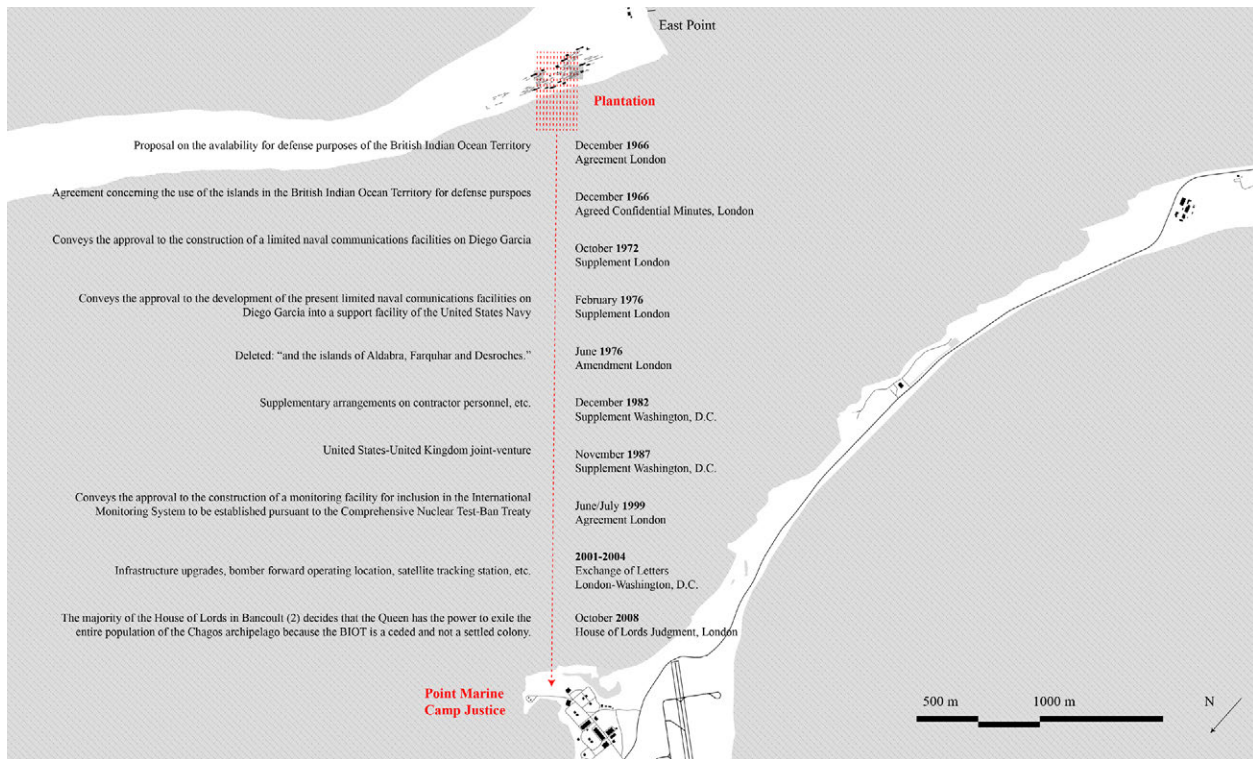 East Point
Plantation
Proposal on the avalability for defense purposes of the British Indian Ocean Territory
December 1966
Agreement London
Agreement concerning the use of the islands in the British Indian Ocean Territory for defense purspoes
December 1966
Agreed Confidential Minutes, London
Conveys the approval to the construction of a limited naval communications facilities on Diego Garcia
October 1972
Supplement London
Conveys the approval to the development of the present limited naval comunications facilities on
Diego Garcia into a support facility of the United States Navy
February 1976
Supplement London
Deleted: “and the islands of Aldabra, Farquhar and Desroches.”
June 1976
Amendment London
Supplementary arrangements on contractor personnel, etc.
December 1982
Supplement Washington, D.C.
United States-United Kingdom joint-venture
November 1987
Supplement Washington, D.C.
Conveys the approval to the construction of a monitoring facility for inclusion in the International
Monitoring System to be established pursuant to the Comprehensive Nuclear Test-Ban Treaty
June/July 1999
Agreement London
Infrastructure upgrades, bomber forward operating location, satellite tracking station, etc.
2001-2004
Exchange of Letters
London-Washington, D.C.
The majority of the House of Lords in Bancoult (2) decides that the Queen has the power to exile the
entire population of the Chagos archipelago because the BIOT is a ceded and not a settled colony.
October 2008
House of Lords Judgment, London
Point Marine
Camp Justice
500 m 1000 m
N